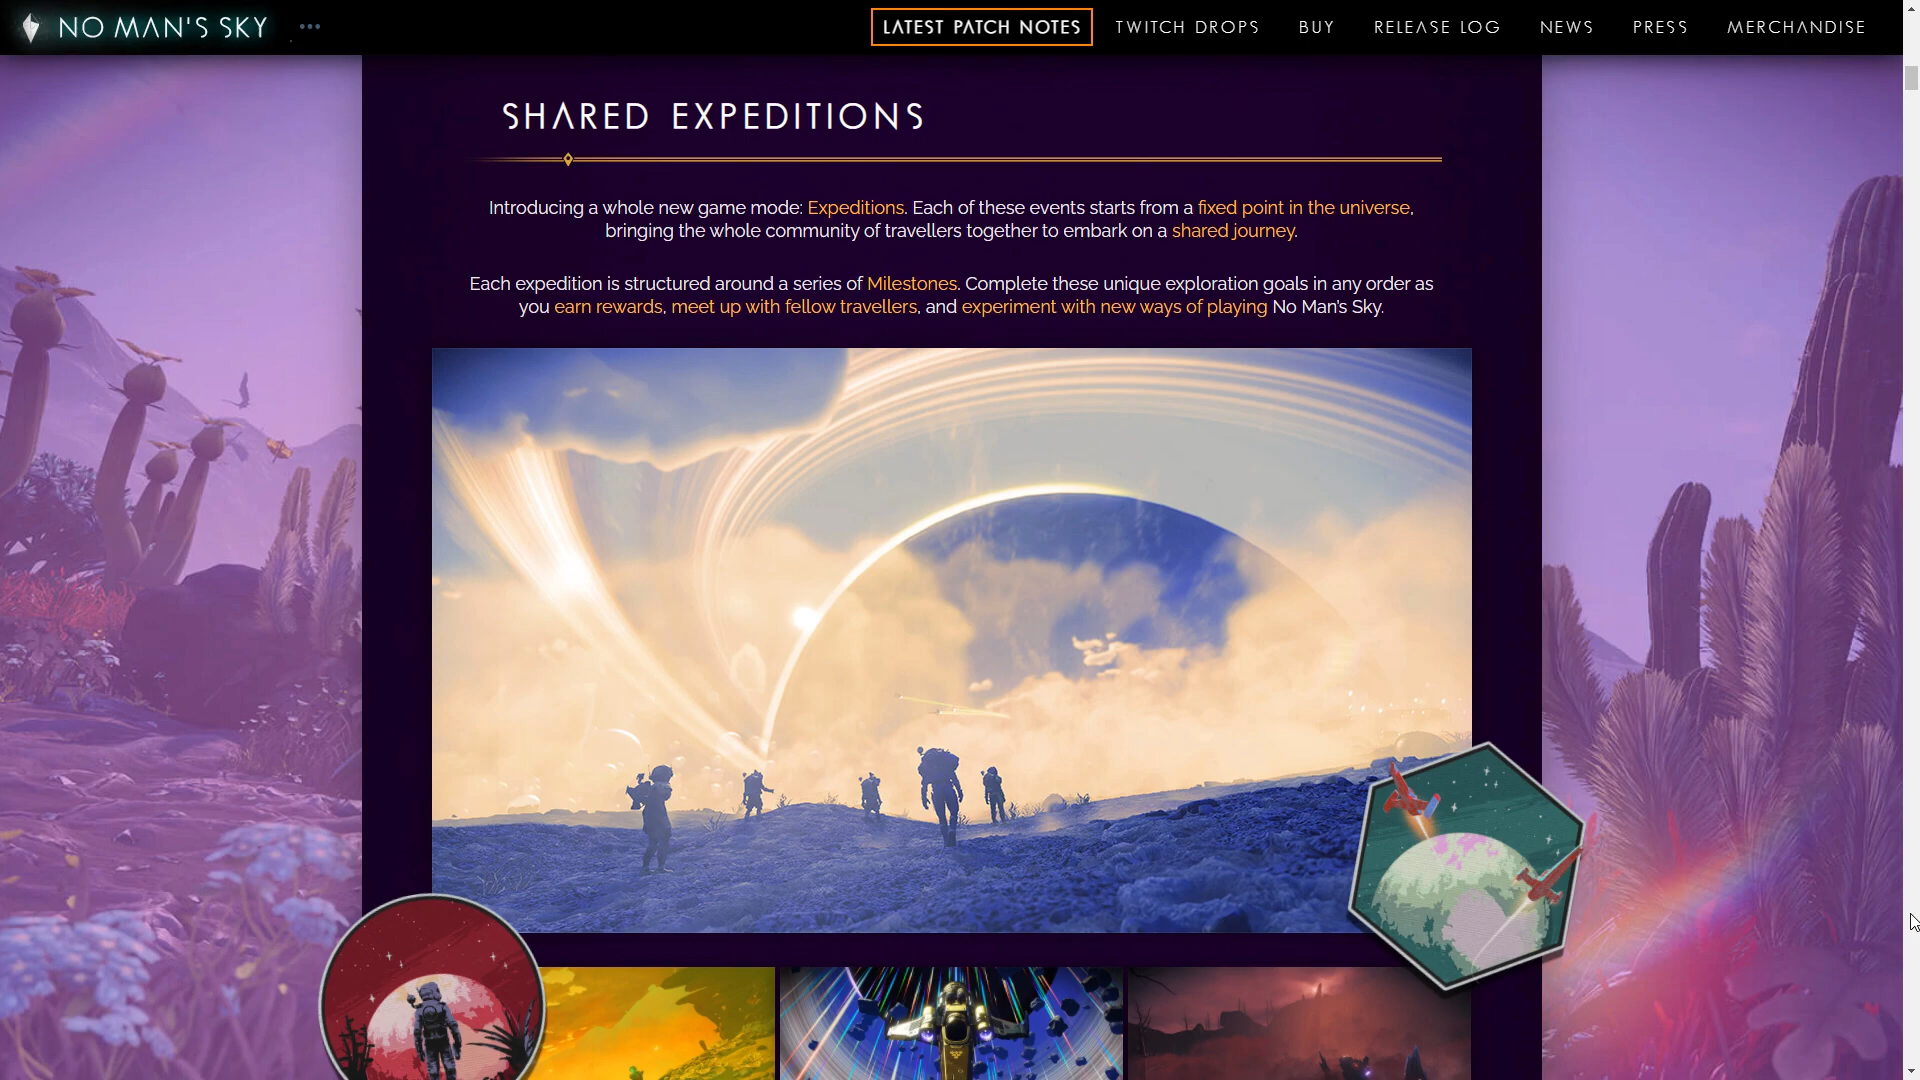 NO MAN'S SKY
LATEST PATCH NOTES
TWITCH DROPS
BUY
RELEASE LOG
NEWS
PRESS
MERCHANDISE
SHARED EXPEDITIONS
Introducing a whole new game mode: Expeditions. Each of these events starts from a fixed point in the universe,
bringing the whole community of travellers together to embark on a shared journey.
Each expedition is structured around a series of Milestones. Complete these unique exploration goals in any order as
you earn rewards, meet up with fellow travellers, and experiment with new ways of playing No Man's Sky.